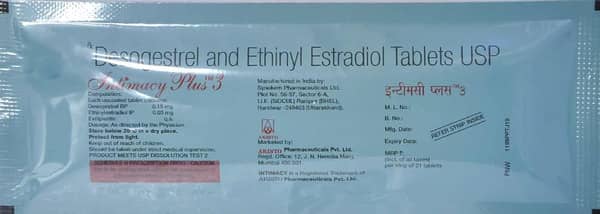 Desogestrel and Ethinyl Estradiol Tablets USP
Intimacy Plus™ 3
Composition:
Each uncoated tablet contains:
Desogestrel BP 0.15 mg
Ethinylestradiol IP 0.03 mg
Excipients q.s.
Dosage: As directed by the Physician.
Store below 25° in a dry place.
Protect from light.
Keep out of reach of children.
Should be taken under strict medical supervision.
PRODUCT MEETS USP DISSOLUTION TEST 2
Manufactured in India by:
Synokem Pharmaceuticals Ltd.
Plot No. 56-57, Sector 6-A,
I.I.E. (SIDCUL) Ranipur (BHEL),
Haridwar -249403 (Uttarakhand).
ARISTO
Marketed by:
ARISTO Pharmaceuticals Pvt. Ltd.
Regd. Office: 12, J. N. Heredia Marg,
Mumbai 400 001
INTIMACY is a Registered Trademark of
ARISTO Pharmaceuticals Pvt. Ltd.
इन्टीमसी प्लस™ 3
M. L. No.:
B. No.:
Mfg. Date:
Expiry Date:
REFER STRIP INSIDE
MRP ₹:
(incl. of all taxes)
per strip of 21 tablets